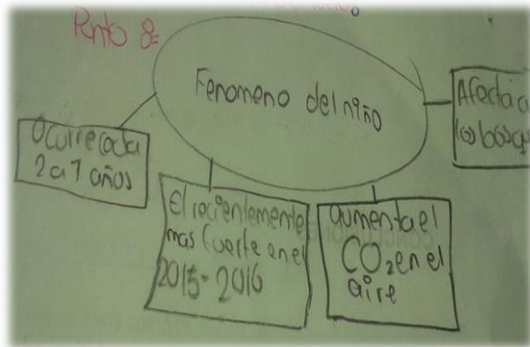 Punto 8:
Fenomeno del niño
Ocurre cada
2 a 7 años
El recientemente
mas fuerte en el
2015-2016
aumenta el
CO₂ en el
aire
Afecta a
los